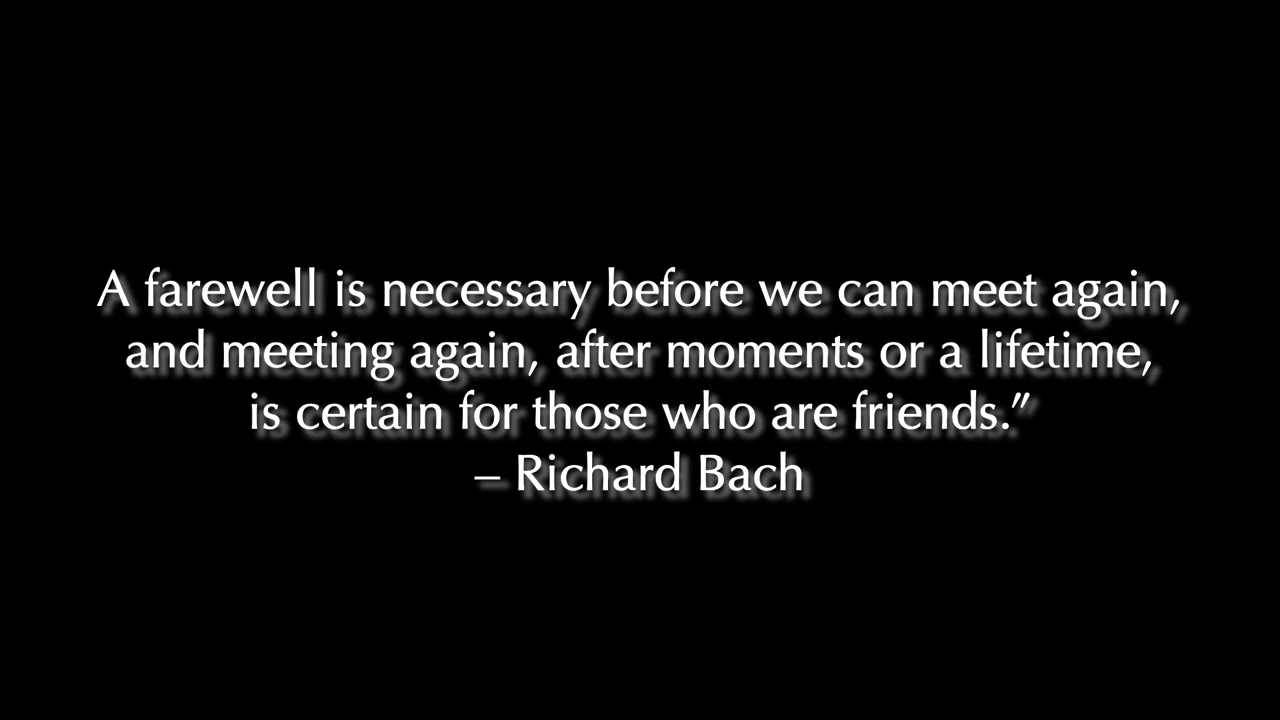 A farewell is necessary before we can meet again,
and meeting again, after moments or a lifetime,
is certain for those who are friends.”
– Richard Bach